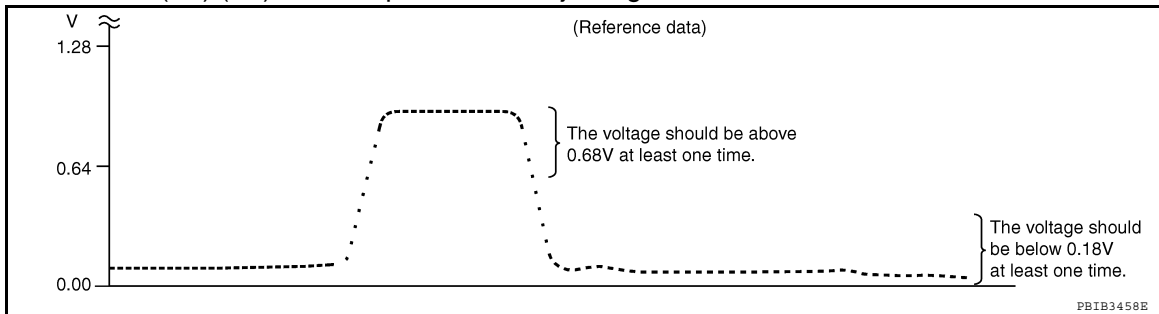 V
(Reference data)
1.28
The voltage should be above
0.68V at least one time.
0.64
The voltage should
be below 0.18V
at least one time.
0.00
PBIB3458E